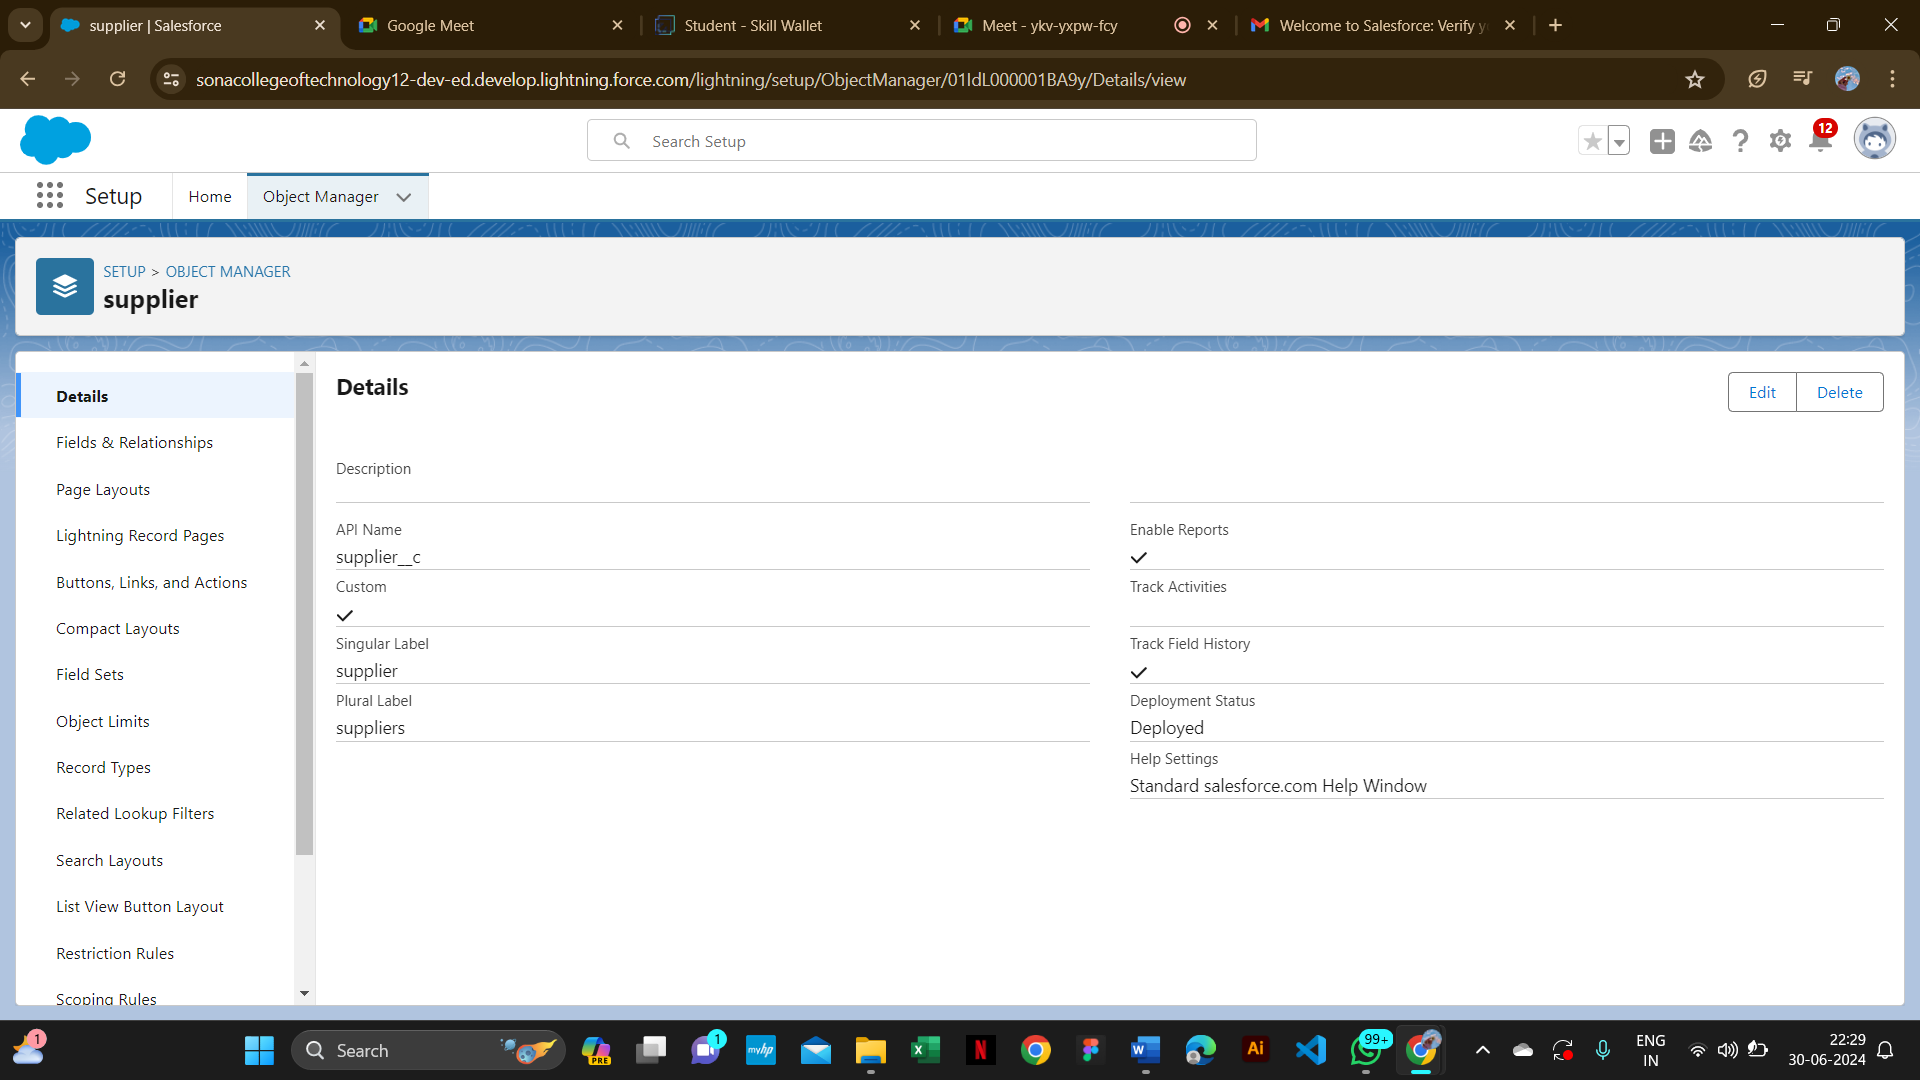 supplier | Salesforce
Google Meet
Student - Skill Wallet
Meet - ykv-yxpw-fcy
Welcome to Salesforce: Verify y
sonacollegeoftechnology12-dev-ed.develop.lightning.force.com/lightning/setup/ObjectManager/01IdL000001BA9y/Details/view
Search Setup
12
Setup
Home
Object Manager
SETUP > OBJECT MANAGER
supplier
Details
Fields & Relationships
Page Layouts
Lightning Record Pages
Buttons, Links, and Actions
Compact Layouts
Field Sets
Object Limits
Record Types
Related Lookup Filters
Search Layouts
List View Button Layout
Restriction Rules
Scoping Rules
Details
Edit
Delete
Description
API Name
supplier__c
Custom
Singular Label
supplier
Plural Label
suppliers
Enable Reports
Track Activities
Track Field History
Deployment Status
Deployed
Help Settings
Standard salesforce.com Help Window
1
Search
PRE
1
myhp
X
N
W
Ai
99+
ENG
IN
22:29
30-06-2024